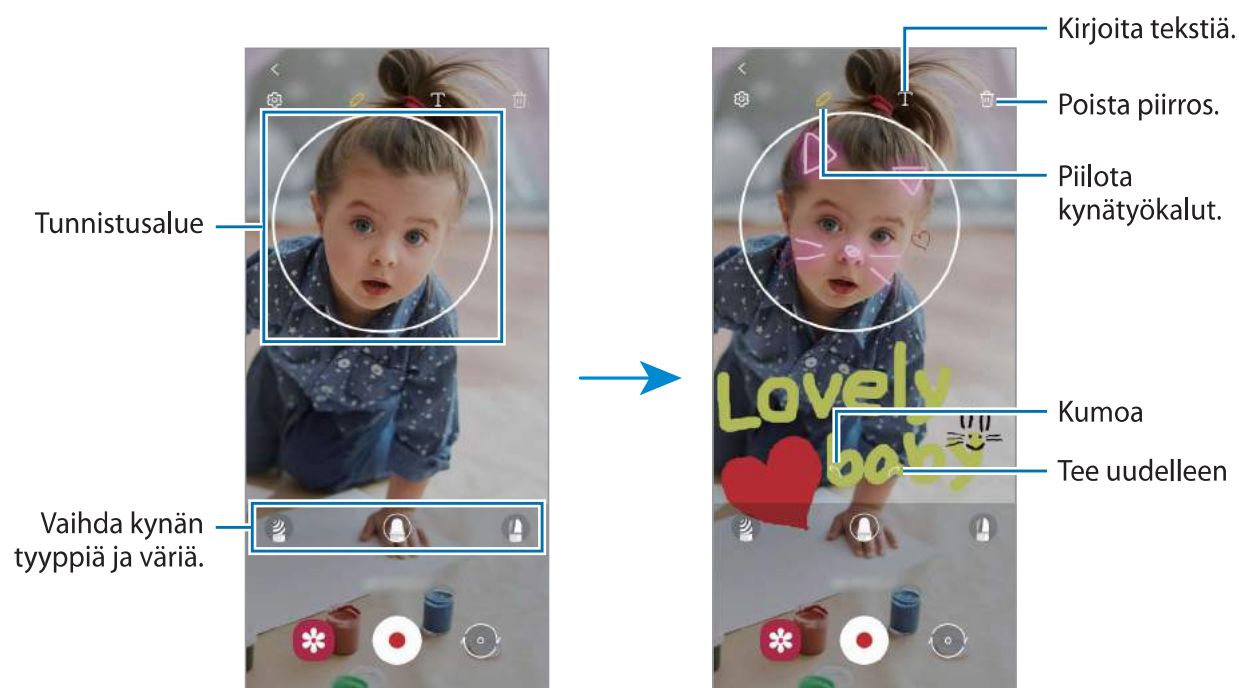 Kirjoita tekstiä.
Poista piirros.
Piilota
kynätyökalut.
Tunnistusalue
Lovely
baby
Kumoa
Tee uudelleen
Vaihda kynän
tyyppiä ja väriä.